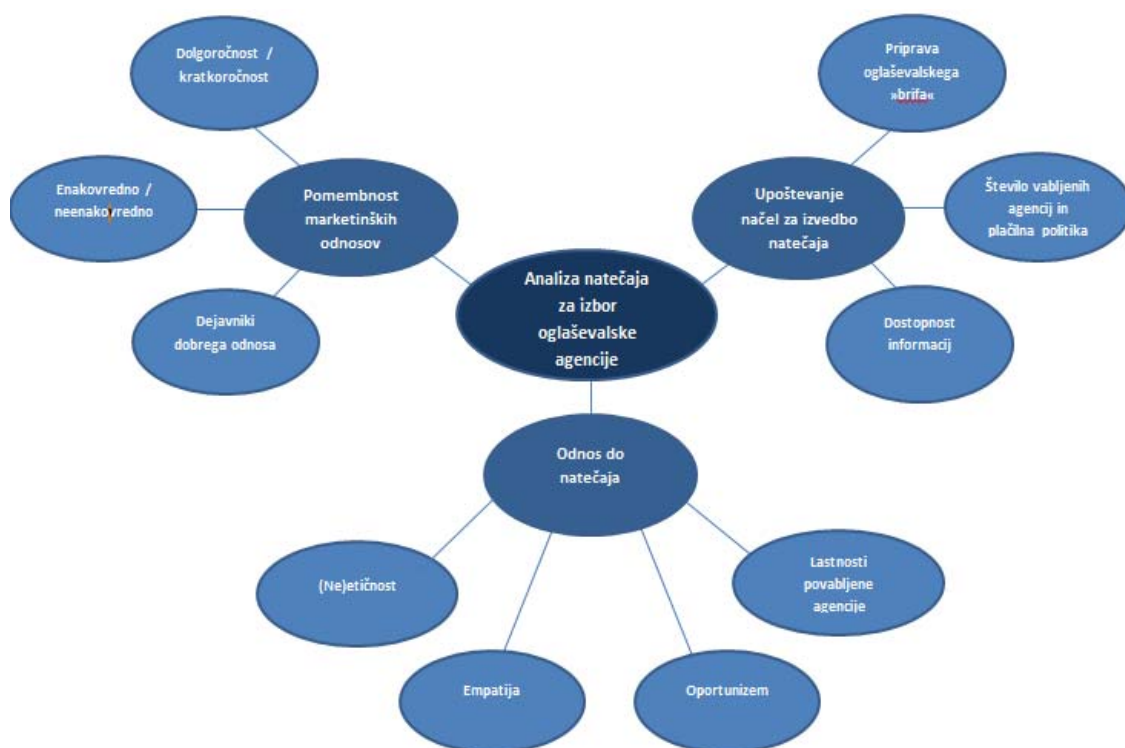 Dolgoročnost /
kratkoročnost
Enakovredno /
neenakovredno
Dejavniki
dobrega odnosa
Pomembnost
marketinških
odnosov
Priprava
oglaševalskega
»brifa«
Upoštevanje
načel za izvedbo
natečaja
Število vabljenih
agencij in
plačilna politika
Dostopnost
informacij
Analiza natečaja
za izbor
oglaševalske
agencije
Odnos do
natečaja
(Ne)etičnost
Empatija
Oportunizem
Lastnosti
povabljene
agencije